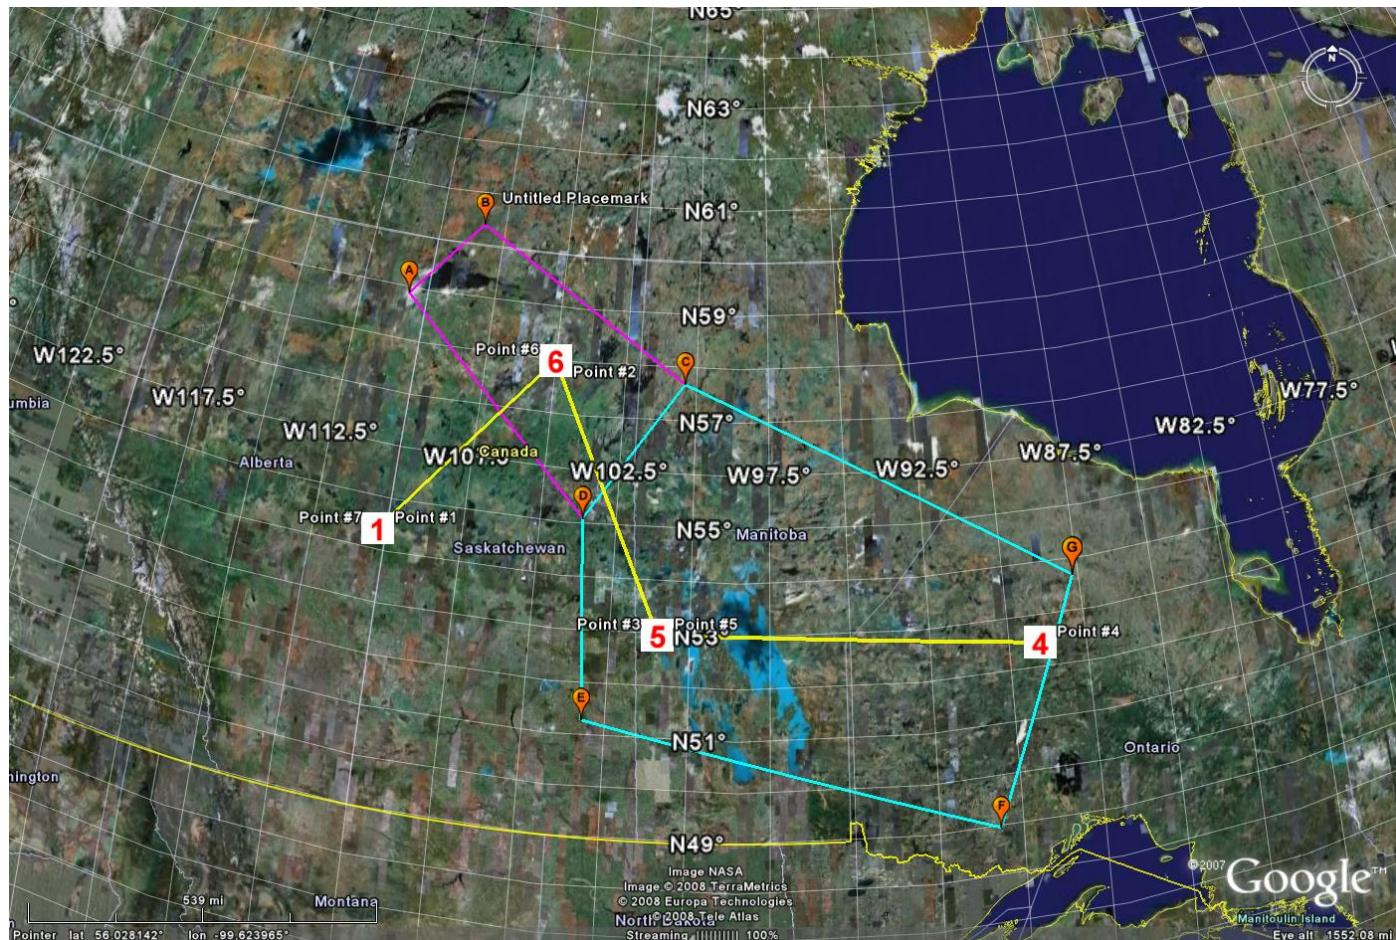 N65°
N63°
B Untitled Placemark
N61°
A
N59°
W122.5°
Point #6
6
Point #2
C
W117.5°
W77.5°
umbia
N57°
W82.5°
W112.5°
Canada
W107.5°
W102.5°
W97.5°
W92.5°
W87.5°
Alberta
D
Point #7
1
Point #1
N55°
Manitoba
Saskatchewan
G
Point #3
5
Point #5
N53°
4
Point #4
E
N51°
Ontario
mington
F
N49°
©2007
Google™
Image NASA
Image © 2008 TerraMetrics
© 2008 Europa Technologies
© 2008 Tele Atlas
539 mi
Montana
North Dakota
Manitoulin Island
Pointer lat 56.028142° lon -99.623965°
Streaming |||||||||| 100%
Eye alt 1552.08 mi
N